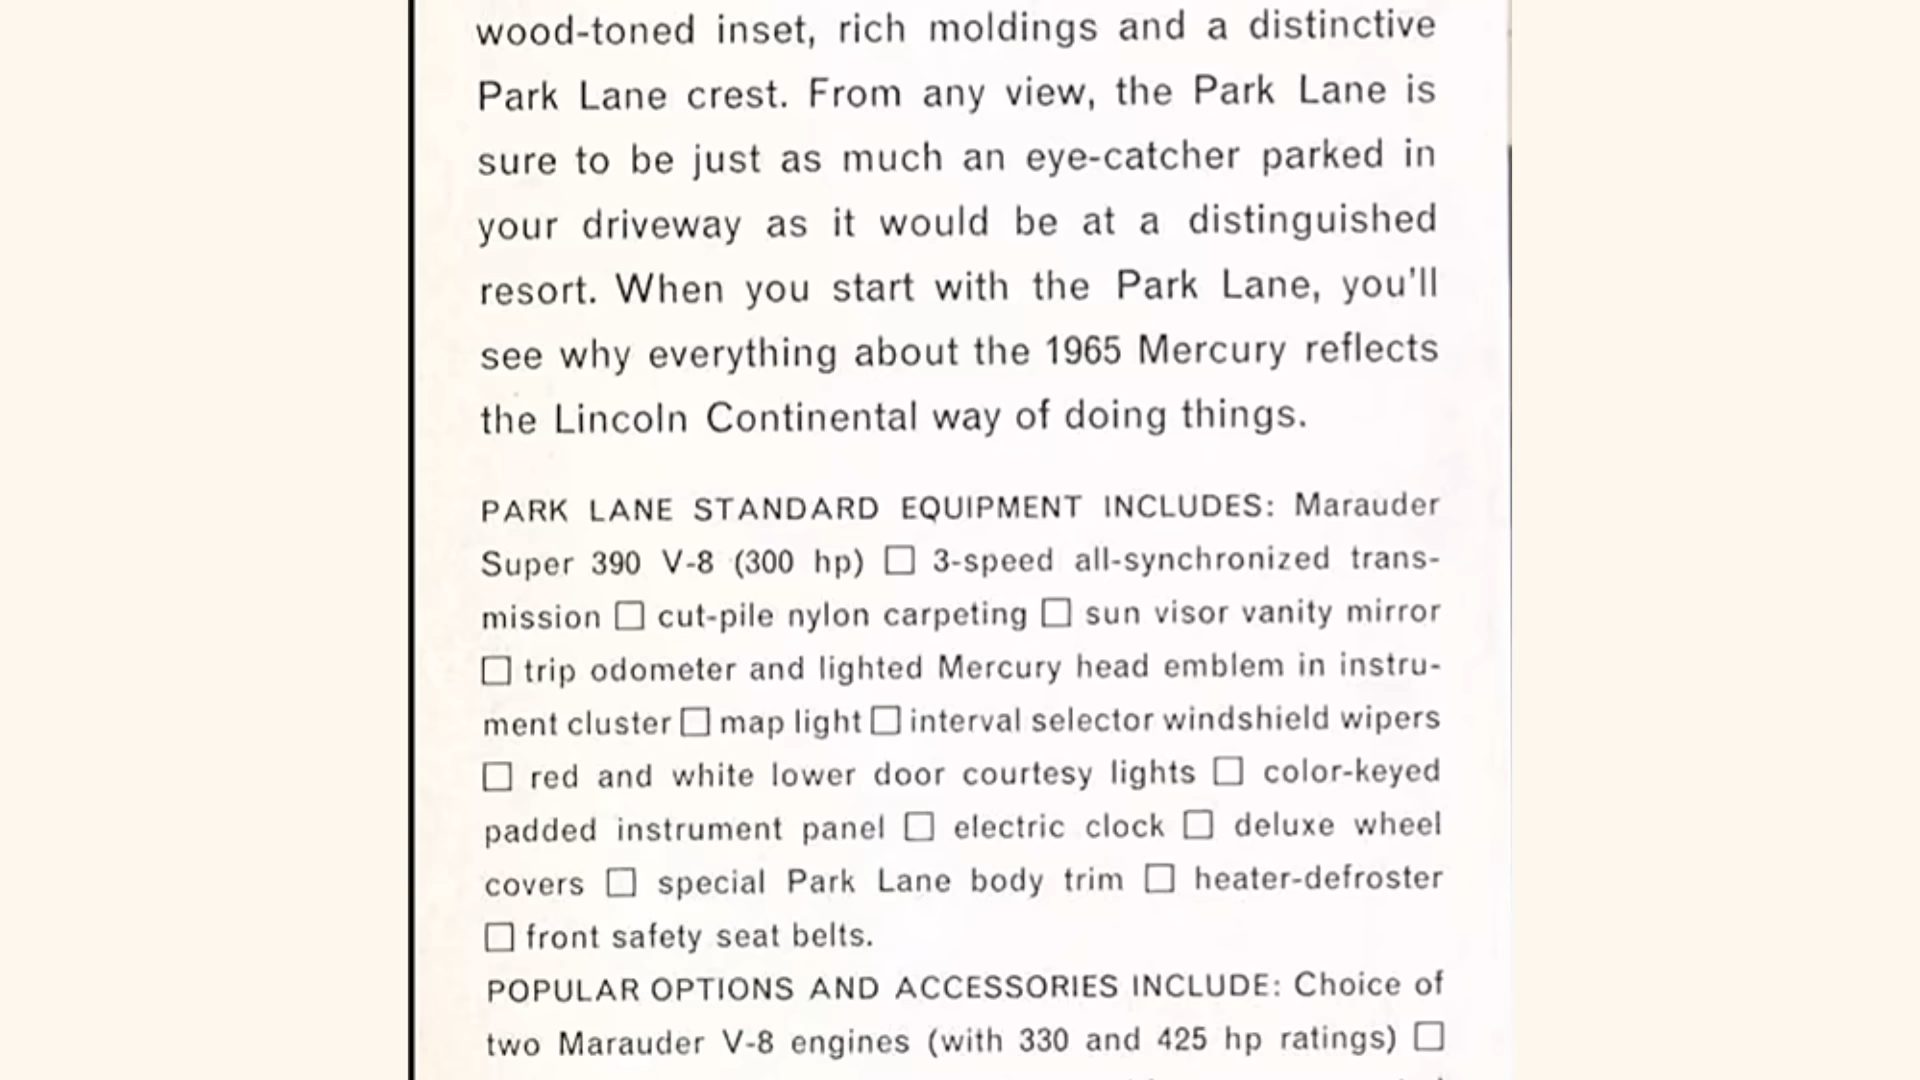 wood-toned inset, rich moldings and a distinctive
Park Lane crest. From any view, the Park Lane is
sure to be just as much an eye-catcher parked in
your driveway as it would be at a distinguished
resort. When you start with the Park Lane, you'll
see why everything about the 1965 Mercury reflects
the Lincoln Continental way of doing things.
PARK LANE STANDARD EQUIPMENT INCLUDES: Marauder
Super 390 V-8 (300 hp) □ 3-speed all-synchronized trans-
mission □ cut-pile nylon carpeting □ sun visor vanity mirror
□ trip odometer and lighted Mercury head emblem in instru-
ment cluster □ map light □ interval selector windshield wipers
□ red and white lower door courtesy lights □ color-keyed
padded instrument panel □ electric clock □ deluxe wheel
covers □ special Park Lane body trim □ heater-defroster
□ front safety seat belts.
POPULAR OPTIONS AND ACCESSORIES INCLUDE: Choice of
two Marauder V-8 engines (with 330 and 425 hp ratings) □